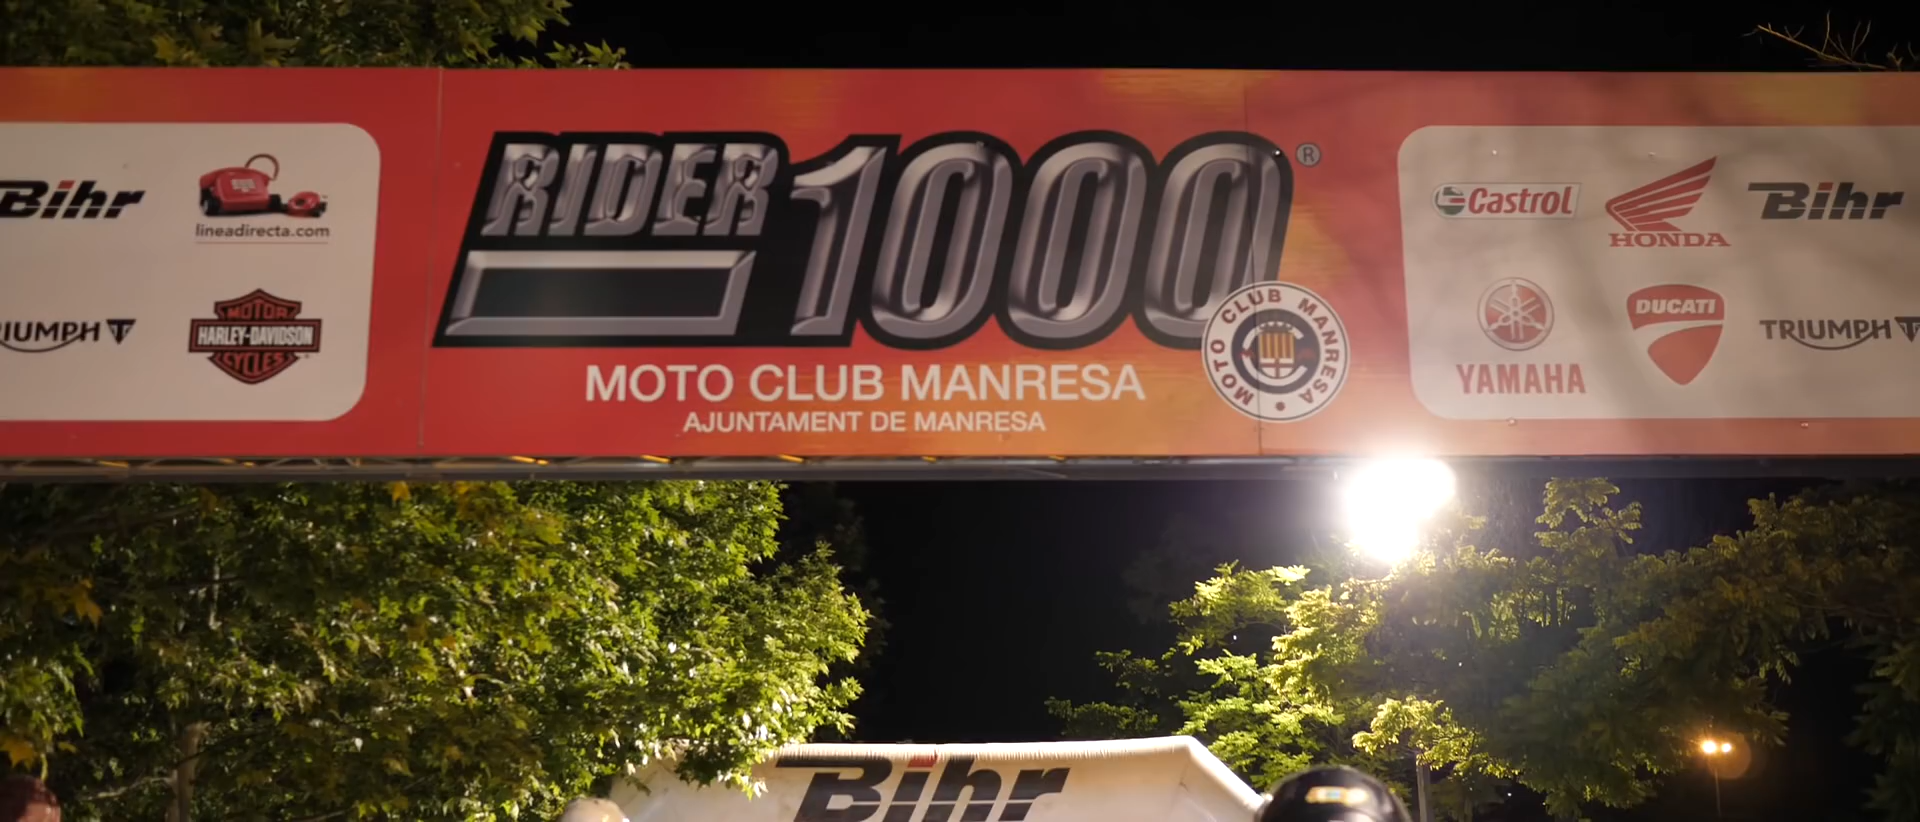 Bihr
lineadirecta.com
RIUMPH
MOTOR
HARLEY-DAVIDSON
CYCLES
RIDER 1000 ®
MOTO CLUB MANRESA
AJUNTAMENT DE MANRESA
MOTO CLUB MANRESA
Castrol
HONDA
Bihr
YAMAHA
DUCATI
TRIUMPH
Bihr